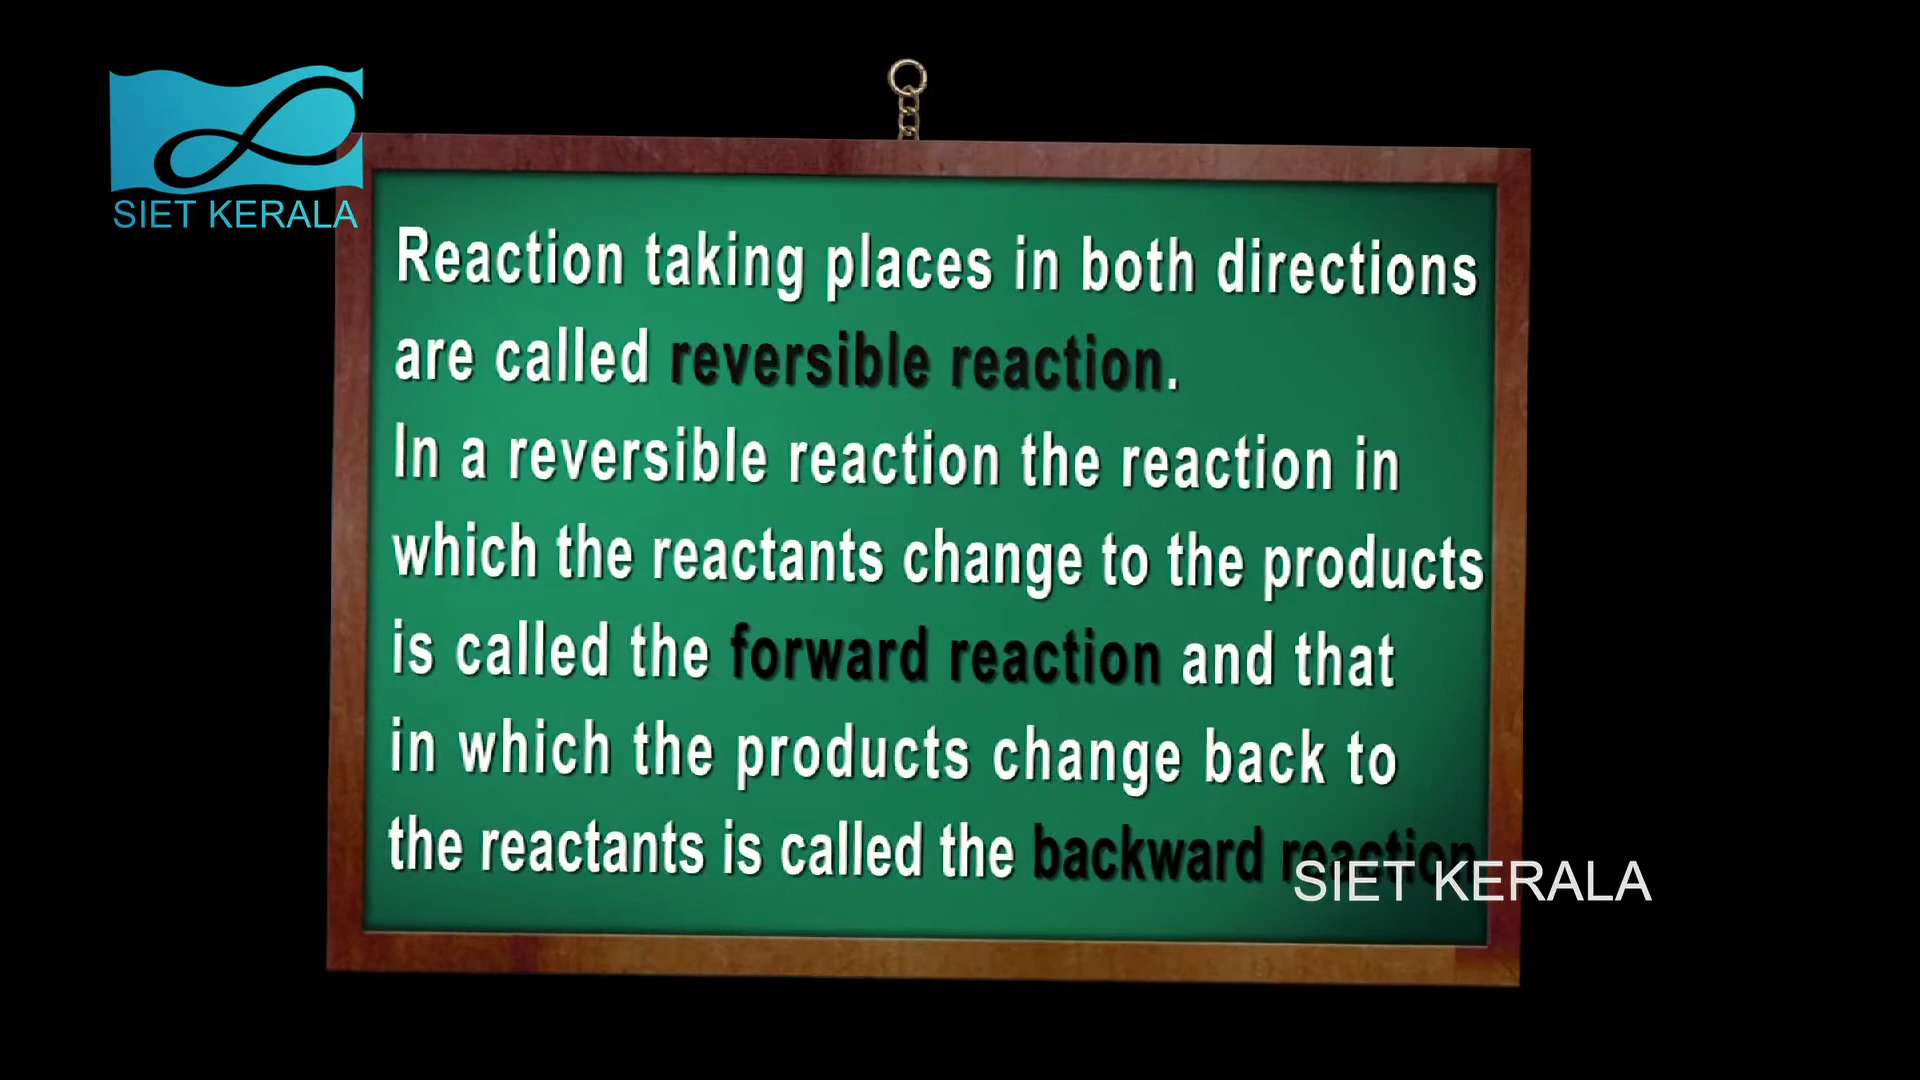 SIET KERALA
Reaction taking places in both directions
are called reversible reaction.
In a reversible reaction the reaction in
which the reactants change to the products
is called the forward reaction and that
in which the products change back to
the reactants is called the backward reaction
SIET KERALA